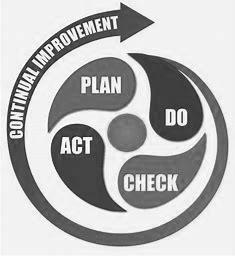 CONTINUAL IMPROVEMENT
PLAN
DO
CHECK
ACT